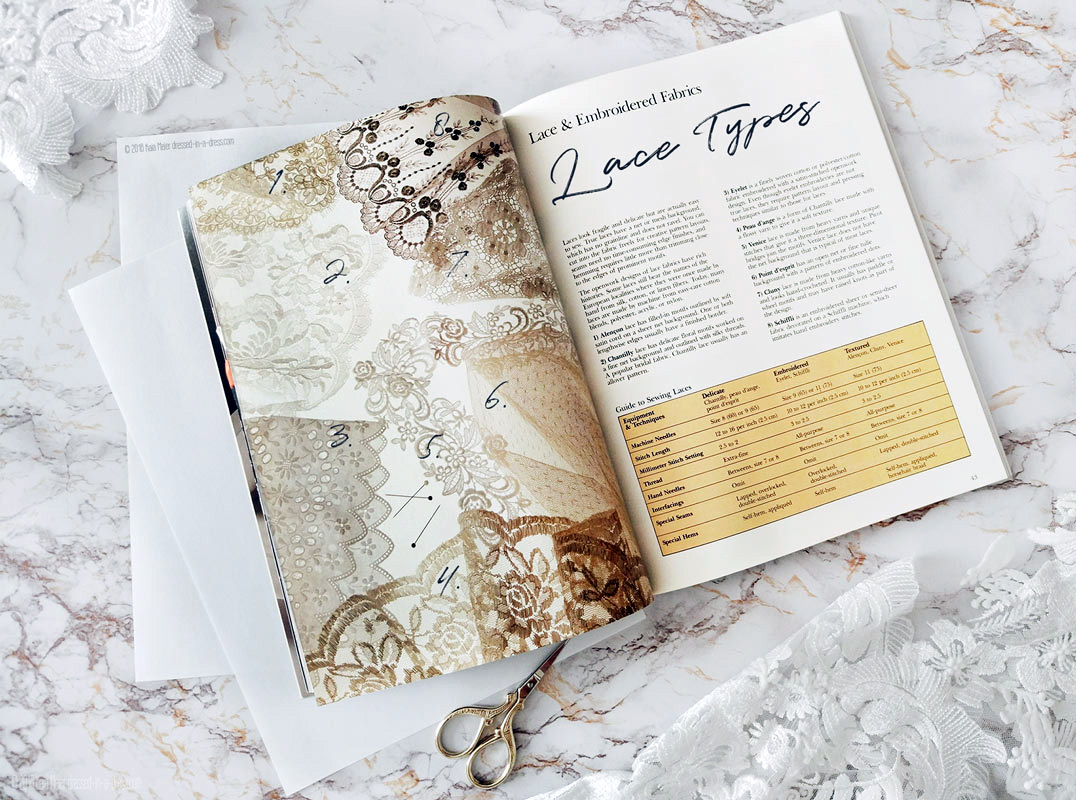 © 2018 Raia Meier dressed-in-a-dress.com
1.
8.
2.
7.
6.
3.
5.
4.
Lace & Embroidered Fabrics
Lace Types
Laces look fragile and delicate but are actually easy
to sew. True laces have a net or mesh background,
which has no grainline and does not ravel. You can
cut into the fabric freely for creative pattern layouts,
seams need no time-consuming edge finishes, and
hemming requires little more than trimming close
to the edges of prominent motifs.
The openwork designs of lace fabrics have rich
histories. Some laces still bear the names of the
European localities where they were once made by
hand from silk, cotton, or linen fibers. Today, many
laces are made by machine from easy-care cotton
blends, polyester, acrylic, or nylon.
1) Alençon lace has filled-in motifs outlined by soft
satin cord on a sheer net background. One or both
lengthwise edges usually have a finished border.
2) Chantilly lace has delicate floral motifs worked on
a fine net background and outlined with silky threads.
A popular bridal fabric, Chantilly lace usually has an
allover pattern.
3) Eyelet is a finely woven cotton or polyester/cotton
fabric embroidered with a satin-stitched openwork
design. Even though eyelet embroideries are not
true laces, they require pattern layout and pressing
techniques similar to those for laces.
4) Peau d'ange is a form of Chantilly lace made with
a flossy yarn to give it a soft texture.
5) Venice lace is made from heavy yarns and unique
stitches that give it a three-dimensional texture. Picot
bridges join the motifs. Venice lace does not have
the net background that is typical of most laces.
6) Point d'esprit has an open net or fine tulle
background with a pattern of embroidered dots.
7) Cluny lace is made from heavy cotton-like yarns
and looks hand-crocheted. It usually has paddle or
wheel motifs and may have raised knots as part of
the design.
8) Schiffli is an embroidered sheer or semi-sheer
fabric decorated on a Schiffli machine, which
imitates hand embroidery stitches.
Guide to Sewing Laces
Equipment & Techniques Delicate Chantilly, peau d'ange, point d'esprit Embroidered Eyelet, Schiffli Textured Alençon, Cluny, Venice
Machine Needles Size 8 (60) or 9 (65) Size 9 (65) or 11 (75) Size 11 (75)
Stitch Length 12 to 16 per inch (2.5 cm) 10 to 12 per inch (2.5 cm) 10 to 12 per inch (2.5 cm)
Millimeter Stitch Setting 2.5 to 2 3 to 2.5 3 to 2.5
Thread Extra-fine All-purpose All-purpose
Hand Needles Betweens, size 7 or 8 Betweens, size 7 or 8 Betweens, size 7 or 8
Interfacings Omit Omit Omit
Special Seams Lapped, overlocked, double-stitched Overlocked, double-stitched Lapped, double-stitched
Special Hems Self-hem, appliquéd Self-hem Self-hem, appliquéd, horsehair braid
43